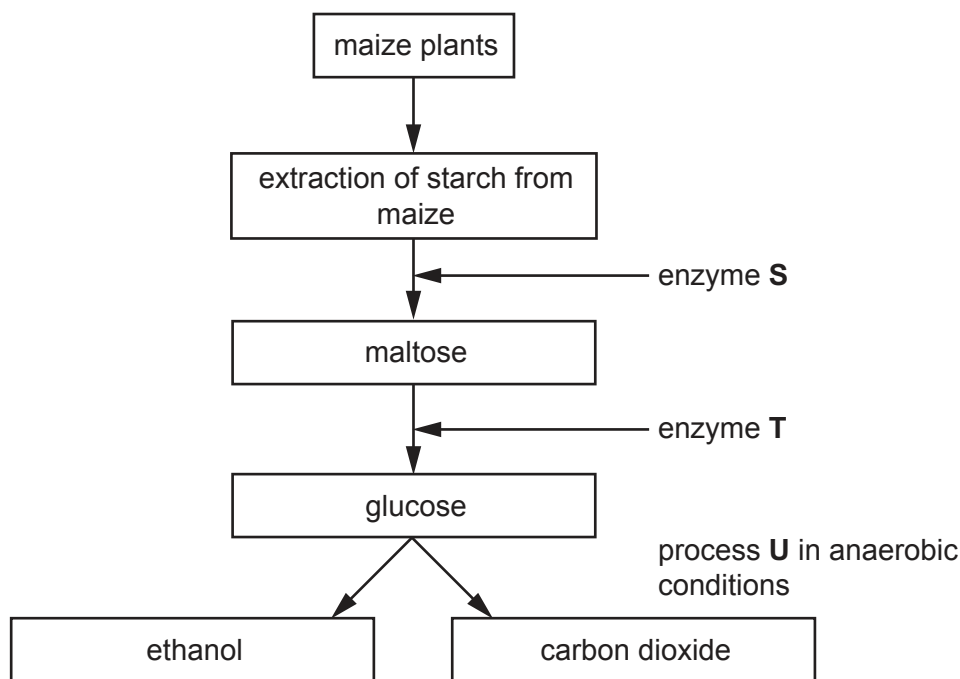 maize plants
extraction of starch from
maize
enzyme S
maltose
enzyme T
glucose
process U in anaerobic
conditions
ethanol
carbon dioxide